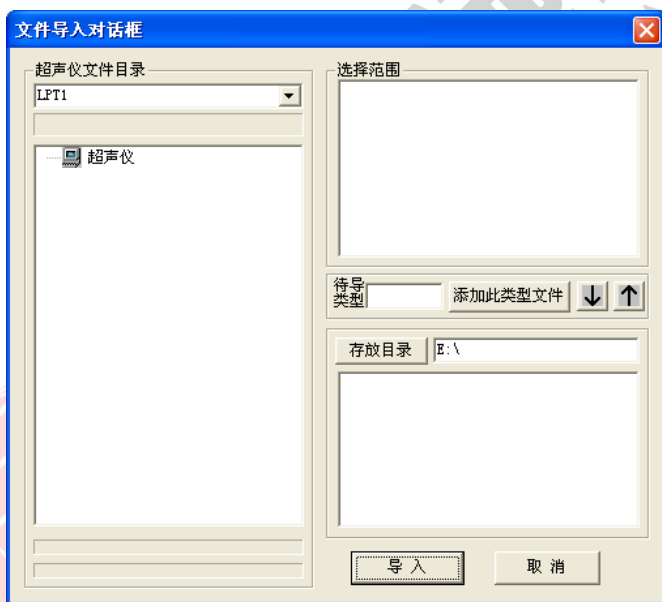 文件导入对话框
超声仪文件目录
LPT1
超声仪
选择范围
待导
类型
添加此类型文件
存放目录
E:\
导入
取消